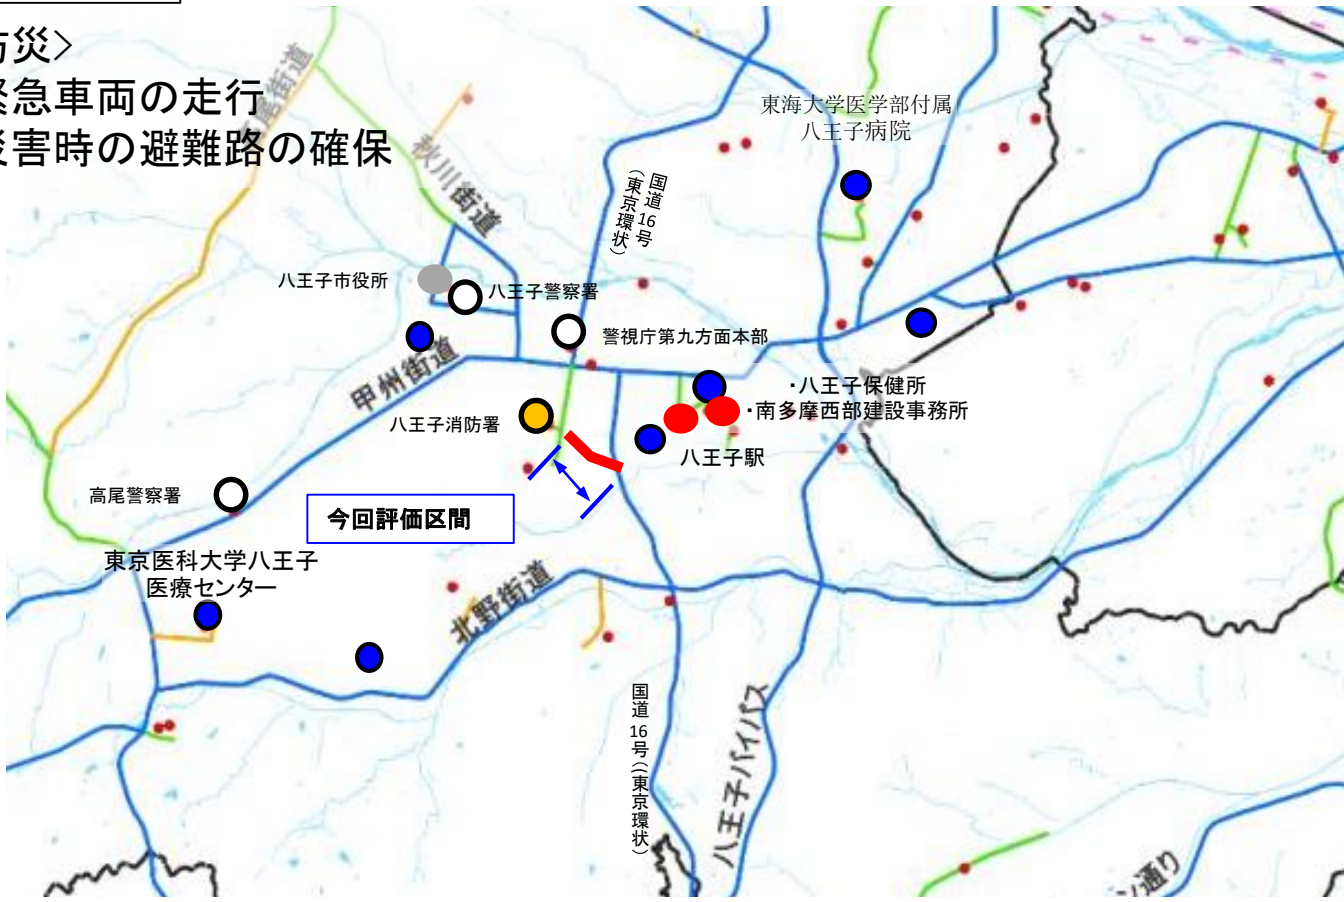 災>
急車両の走行
害時の避難路の確保
秋川街道
東海大学医学部付属
八王子病院
国道16号
(東京環状)
八王子市役所
八王子警察署
警視庁第九方面本部
甲州街道
・八王子保健所
・南多摩西部建設事務所
八王子消防署
八王子駅
高尾警察署
今回評価区間
東京医科大学八王子
医療センター
北野街道
国道16号(東京環状)
八王子バイパス
ン通り